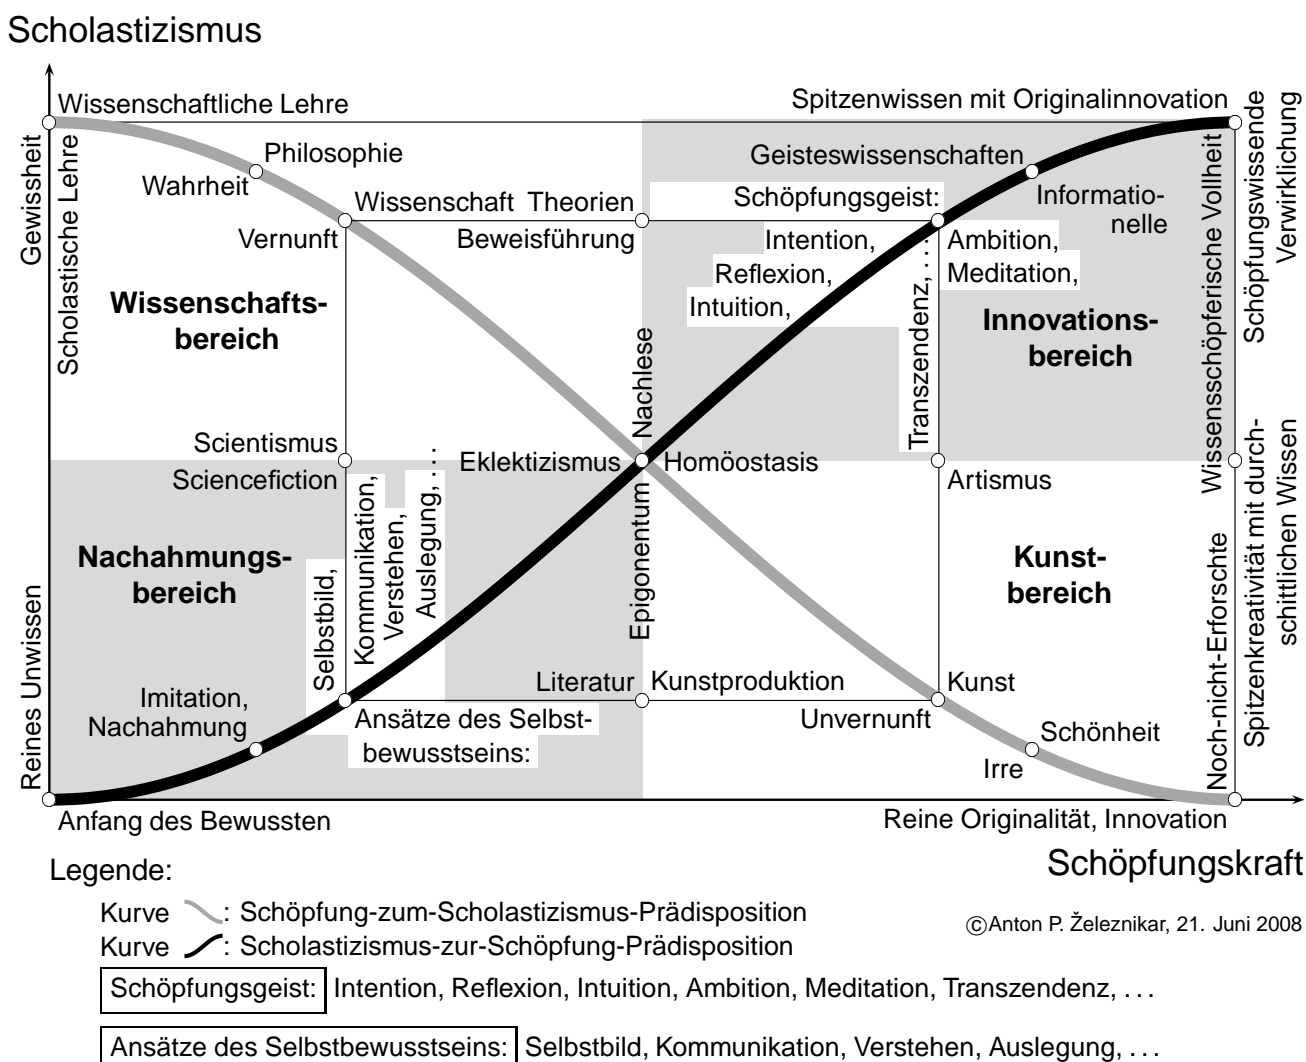 Scholastizismus
Wissenschaftliche Lehre
Spitzenwissen mit Originalinnovation
Gewissheit
Scholastische Lehre
Philosophie
Wahrheit
Geisteswissenschaften
Informatio-
nelle
Wissensschöpferische Vollheit
Schöpfungswissende
Verwirklichung
Wissenschaft Theorien
Vernunft
Beweisführung
Schöpfungsgeist:
Intention,
Reflexion,
Intuition,
Transzendenz, ...
Ambition,
Meditation,
Wissenschafts-
bereich
Innovations-
bereich
Nachlese
Scientismus
Sciencefiction
Eklektizismus
Homöostasis
Artismus
Epigonentum
Nachahmungs-
bereich
Selbstbild,
Kommunikation,
Verstehen,
Auslegung, ...
Kunst-
bereich
Noch-nicht-Erforschte
Spitzenkreativität mit durch-
schittlichen Wissen
Reines Unwissen
Imitation,
Nachahmung
Literatur
Kunstproduktion
Kunst
Ansätze des Selbst-
bewusstseins:
Unvernunft
Schönheit
Irre
Anfang des Bewussten
Reine Originalität, Innovation
Schöpfungskraft
Legende:
Kurve : Schöpfung-zum-Scholastizismus-Prädisposition
©Anton P. Železnikar, 21. Juni 2008
Kurve : Scholastizismus-zur-Schöpfung-Prädisposition
Schöpfungsgeist: Intention, Reflexion, Intuition, Ambition, Meditation, Transzendenz, ...
Ansätze des Selbstbewusstseins: Selbstbild, Kommunikation, Verstehen, Auslegung, ...